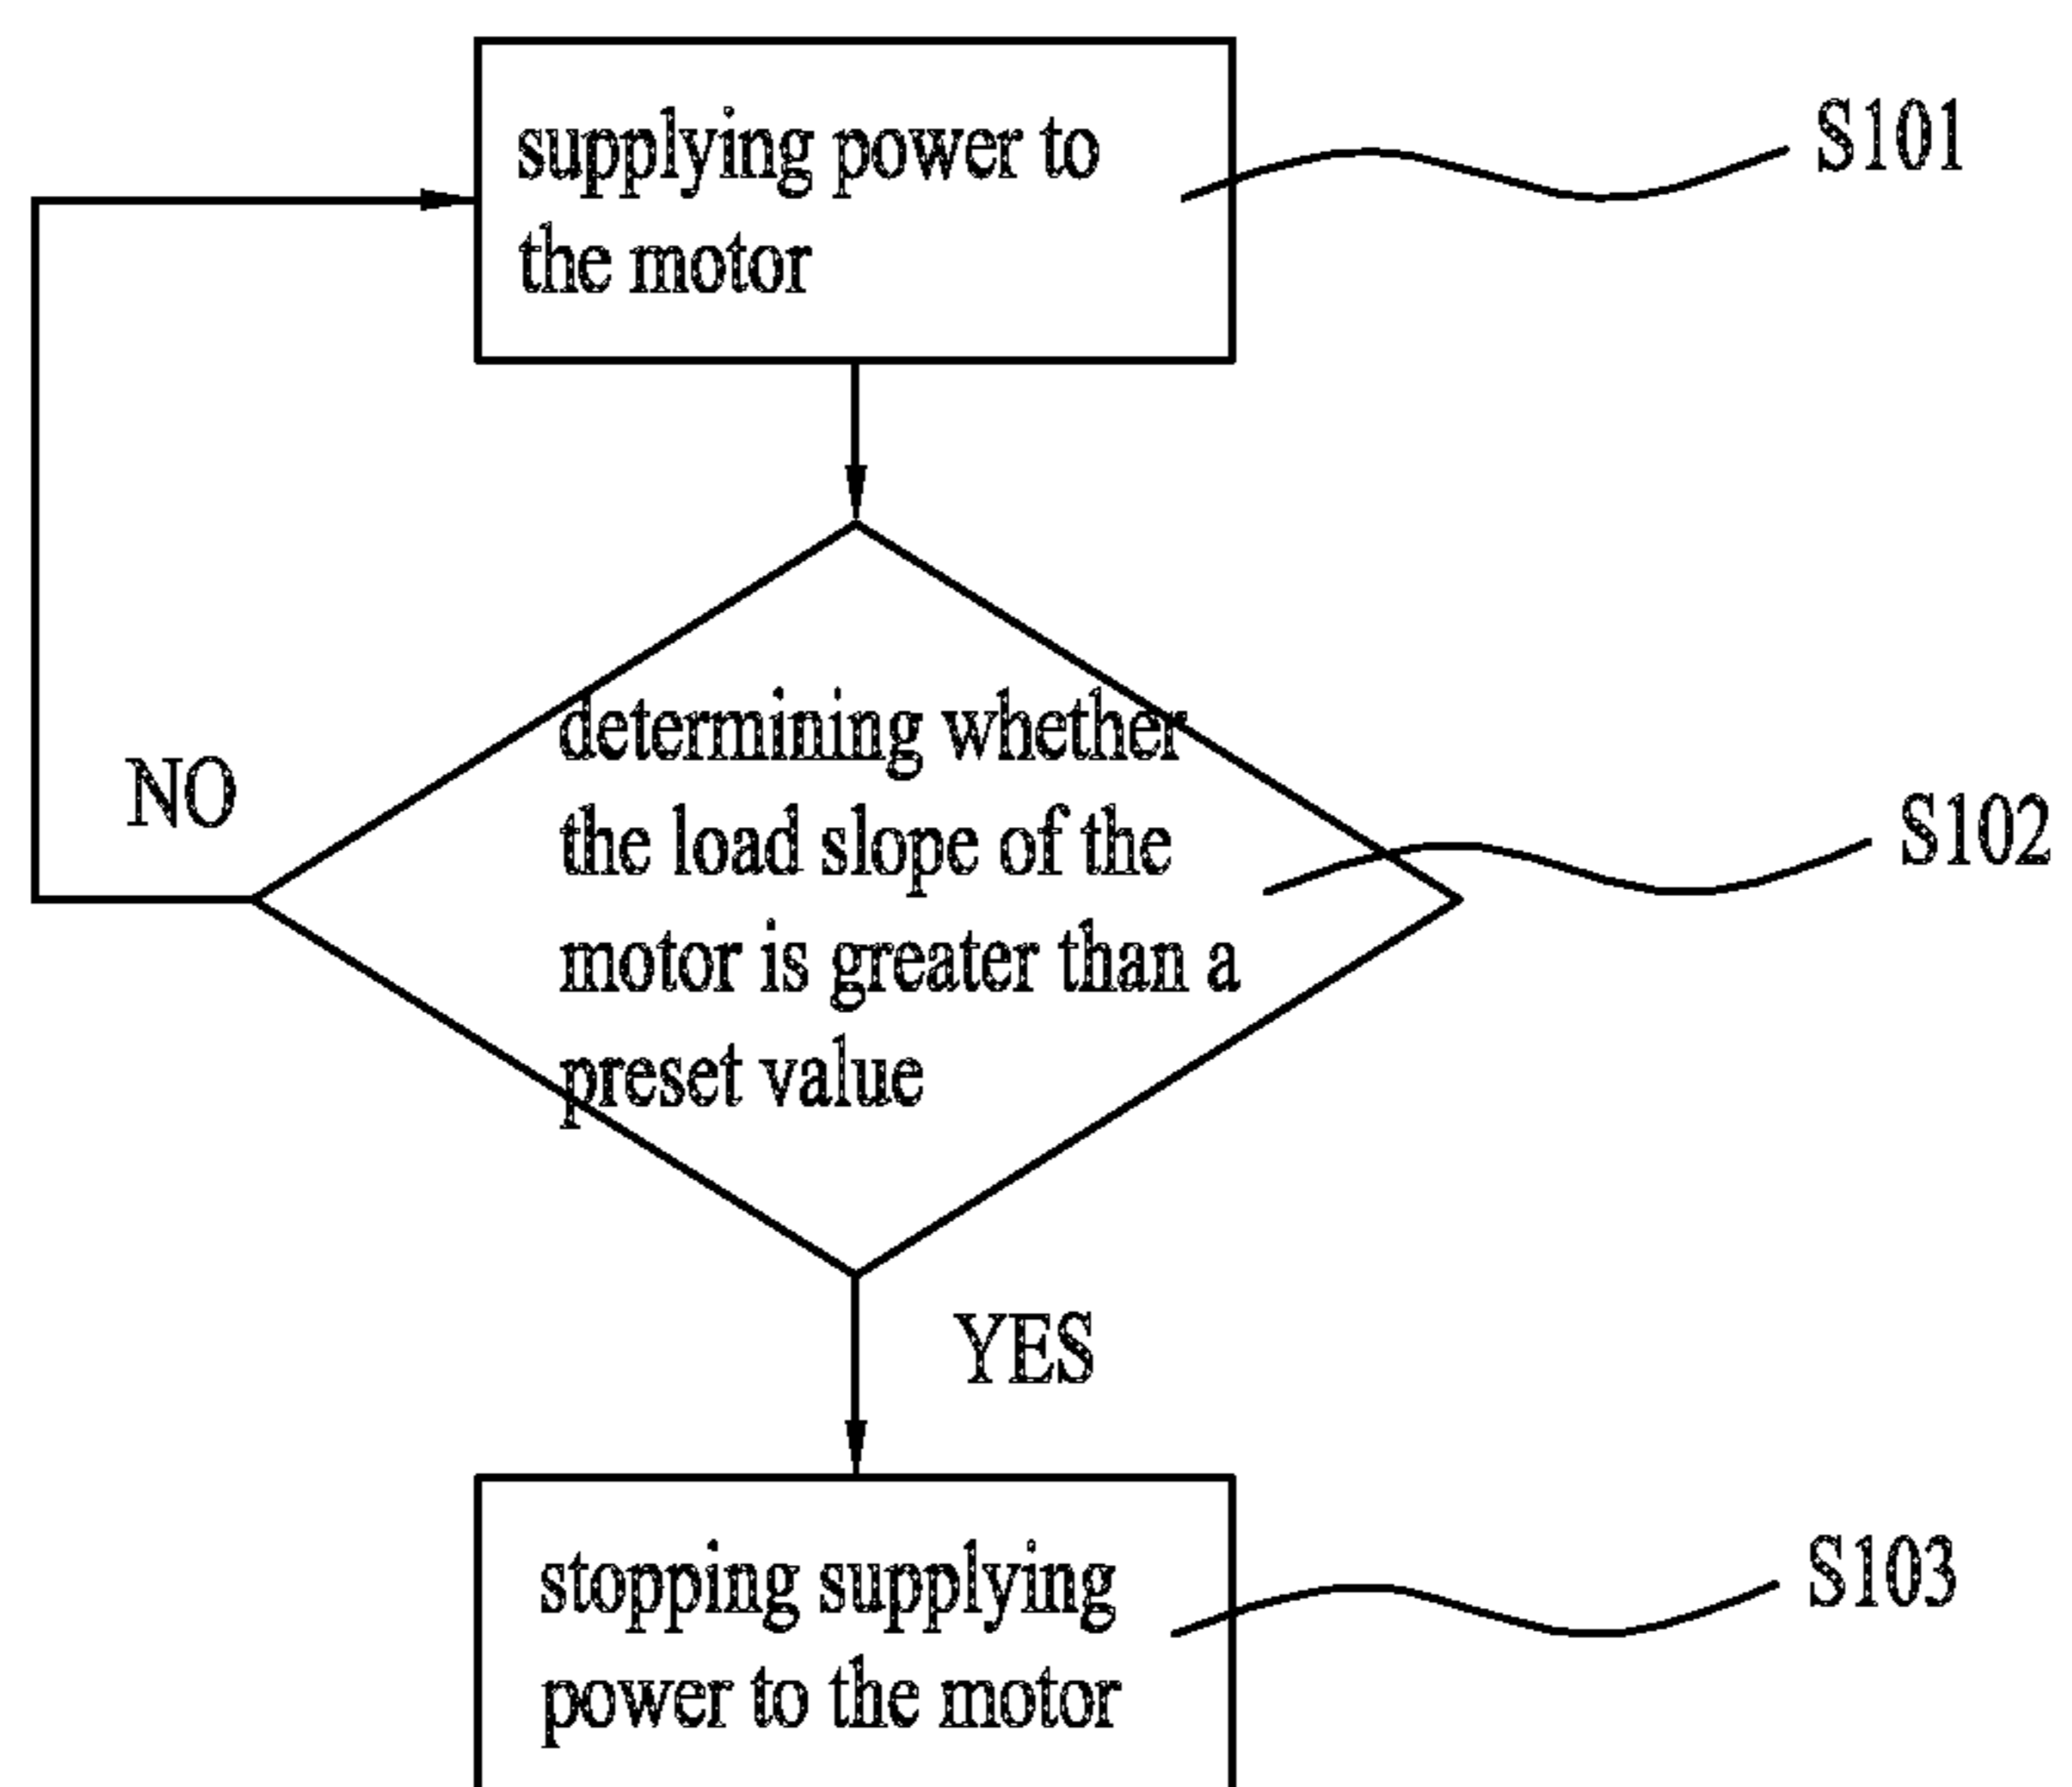 supplying power to
the motor
S101
determining whether
the load slope of the
motor is greater than a
preset value
NO
S102
YES
stopping supplying
power to the motor
S103